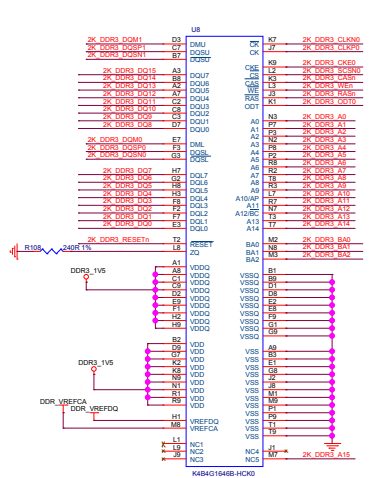 U8
2K_DDR3_DQM1 D3 DMU CK K7 2K_DDR3_CLKN0
2K_DDR3_DQSP1 C7 DQSU CK J7 2K_DDR3_CLKP0
2K_DDR3_DQSN1 B7 DQSU
CKE K9 2K_DDR3_CKE0
2K_DDR3_DQ15 A3 DQU7 CS L2 2K_DDR3_SCSN0
2K_DDR3_DQ14 B8 DQU6 CAS K3 2K_DDR3_CASn
2K_DDR3_DQ13 A2 DQU5 WE L3 2K_DDR3_WEn
2K_DDR3_DQ12 A7 DQU4 RAS J3 2K_DDR3_RASn
2K_DDR3_DQ11 C2 DQU3 ODT K1 2K_DDR3_ODT0
2K_DDR3_DQ10 C8 DQU2
2K_DDR3_DQ9 C3 DQU1 A0 N3 2K_DDR3_A0
2K_DDR3_DQ8 D7 DQU0 A1 P7 2K_DDR3_A1
A2 P3 2K_DDR3_A2
2K_DDR3_DQM0 E7 DML A3 N2 2K_DDR3_A3
2K_DDR3_DQSP0 F3 DQSL A4 P8 2K_DDR3_A4
2K_DDR3_DQSN0 G3 DQSL A5 P2 2K_DDR3_A5
A6 R8 2K_DDR3_A6
2K_DDR3_DQ7 H7 DQL7 A7 R2 2K_DDR3_A7
2K_DDR3_DQ6 G2 DQL6 A8 T8 2K_DDR3_A8
2K_DDR3_DQ5 H8 DQL5 A9 R3 2K_DDR3_A9
2K_DDR3_DQ4 H3 DQL4 A10/AP L7 2K_DDR3_A10
2K_DDR3_DQ3 F8 DQL3 A11 R7 2K_DDR3_A11
2K_DDR3_DQ2 F2 DQL2 A12/BC N7 2K_DDR3_A12
2K_DDR3_DQ1 F7 DQL1 A13 T3 2K_DDR3_A13
2K_DDR3_DQ0 E3 DQL0 A14 T7 2K_DDR3_A14
2K_DDR3_RESETn T2 RESET BA0 M2 2K_DDR3_BA0
R108 240R1% L8 ZQ BA1 N8 2K_DDR3_BA1
BA2 M3 2K_DDR3_BA2
A1 VDDQ
DDR3_1V5 A8 VDDQ VSSQ B1
C1 VDDQ VSSQ B9
C9 VDDQ VSSQ D1
D2 VDDQ VSSQ D8
E9 VDDQ VSSQ E2
F1 VDDQ VSSQ E8
H2 VDDQ VSSQ F9
H9 VDDQ VSSQ G1
VSSQ G9
B2 VDD
D9 VDD VSS A9
G7 VDD VSS B3
DDR3_1V5 K2 VDD VSS E1
K8 VDD VSS G8
N1 VDD VSS J2
N9 VDD VSS J8
R1 VDD VSS M1
R9 VDD VSS M9
DDR_VREFCA VSS P1
DDR_VREFDQ VSS P9
H1 VREFDQ VSS T1
M8 VREFCA VSS T9
L1 NC1
L9 NC2 NC4 J1
J9 NC3 NC5 M7 2K_DDR3_A15
K4B4G1646B-HCK0